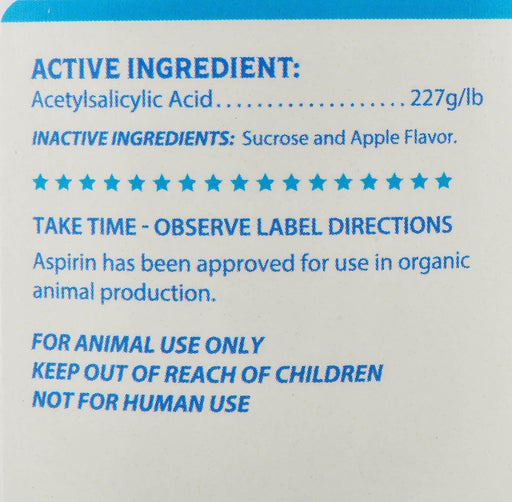 ACTIVE INGREDIENT:
Acetylsalicylic Acid................... 227g/lb
INACTIVE INGREDIENTS: Sucrose and Apple Flavor.
TAKE TIME - OBSERVE LABEL DIRECTIONS
Aspirin has been approved for use in organic
animal production.
FOR ANIMAL USE ONLY
KEEP OUT OF REACH OF CHILDREN
NOT FOR HUMAN USE